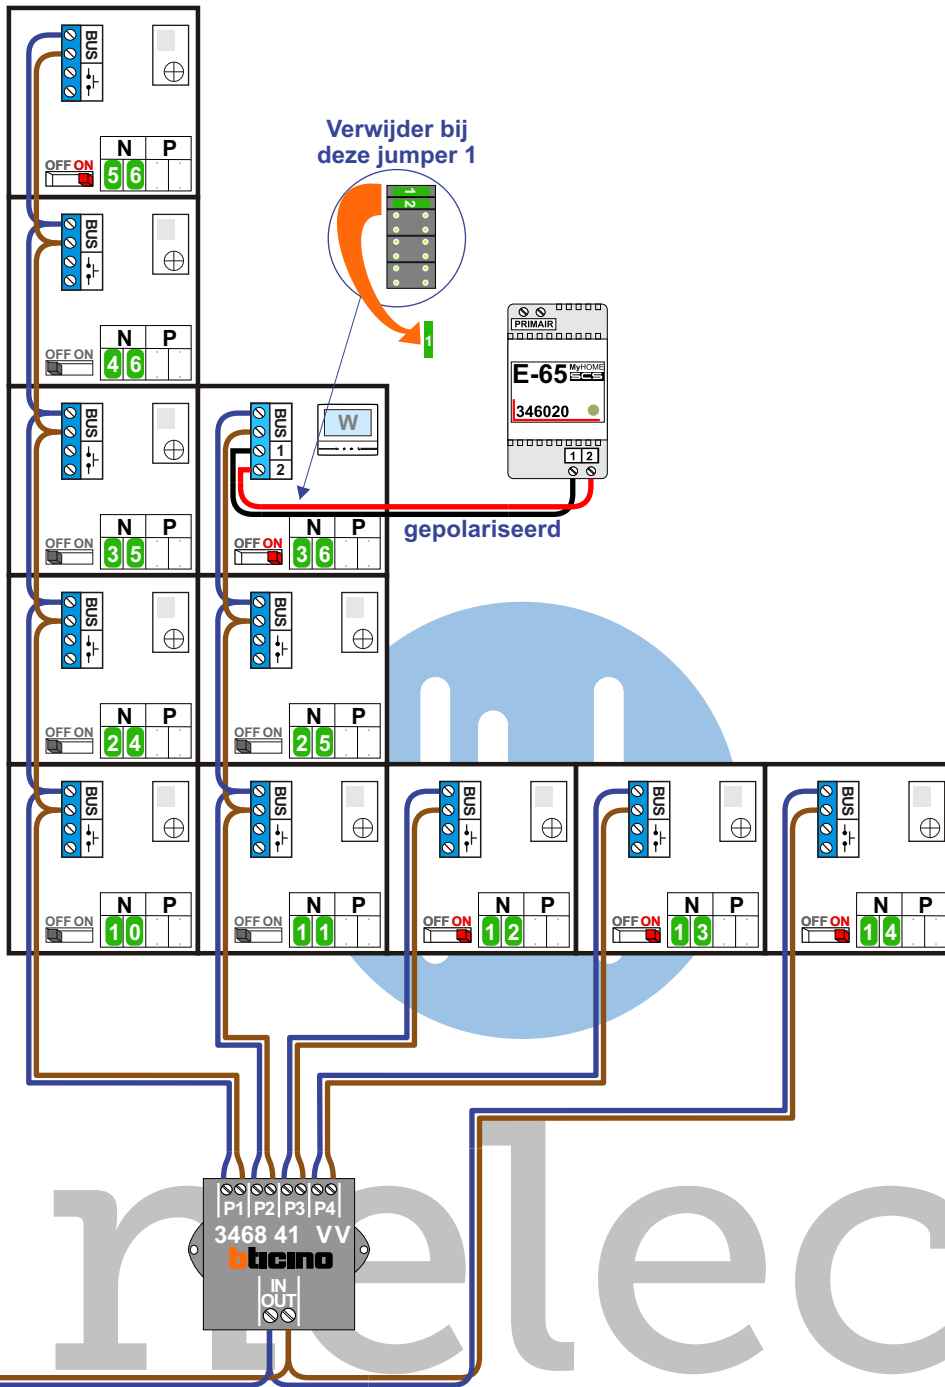 BUS
OFF ON
N P
5 6
Verwijder bij
deze jumper 1
1
2
1
BUS
OFF ON
N P
4 6
PRIMAIR
E-65 MyHOME SCS
346020
1 2
BUS
OFF ON
N P
3 5
BUS
1
2
W
OFF ON
N P
3 6
gepolariseerd
BUS
OFF ON
N P
2 4
BUS
OFF ON
N P
2 5
BUS
OFF ON
N P
1 0
BUS
OFF ON
N P
1 1
BUS
OFF ON
N P
1 2
BUS
OFF ON
N P
1 3
BUS
OFF ON
N P
1 4
P1 P2 P3 P4
3468 41 VV
bticino
IN
OUT
nelec